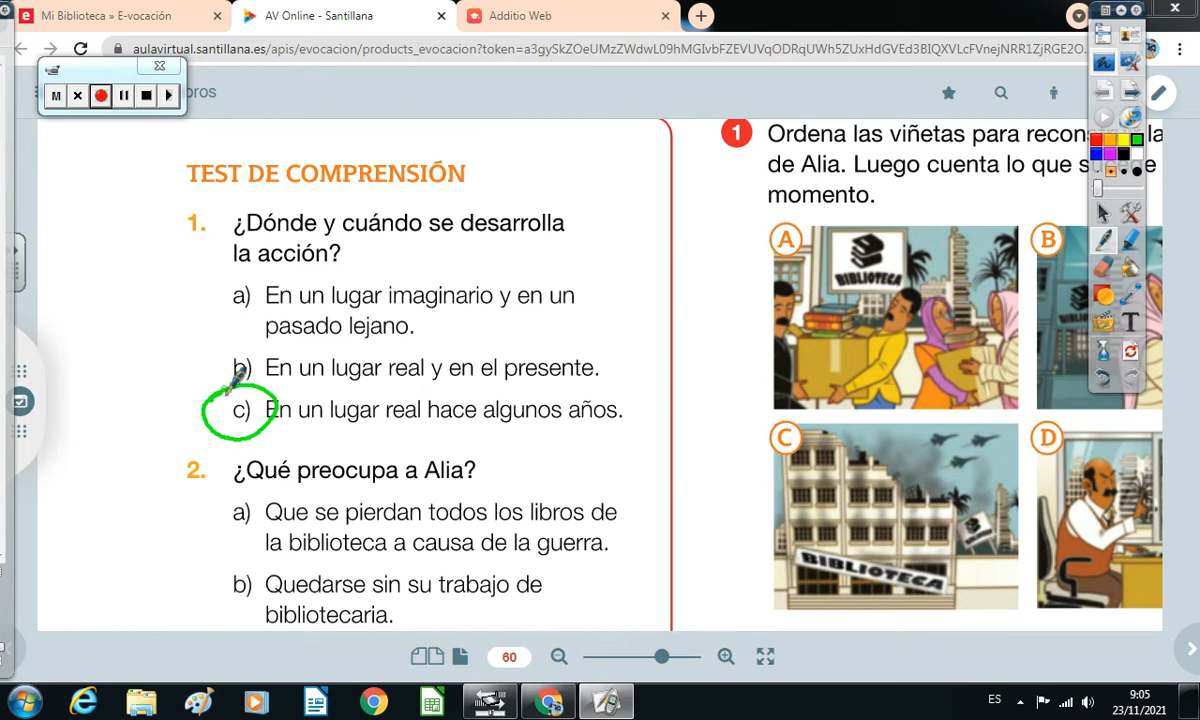 Mi Biblioteca » E-vocación
AV Online - Santillana
Additio Web
aulavirtual.santillana.es/apis/evocacion/products_evocacion?token=a3gySkZOeUMzZWdwL09hMGIvbFZEVUVqODRqUWh5ZUxHdGVEd3BIQXVLcFVnejNRR1ZjRGE2O...
M
bros
TEST DE COMPRENSIÓN
1. ¿Dónde y cuándo se desarrolla
la acción?
a) En un lugar imaginario y en un
pasado lejano.
b) En un lugar real y en el presente.
c) En un lugar real hace algunos años.
2. ¿Qué preocupa a Alia?
a) Que se pierdan todos los libros de
la biblioteca a causa de la guerra.
b) Quedarse sin su trabajo de
bibliotecaria.
1 Ordena las viñetas para recons la
de Alia. Luego cuenta lo que su e
momento.
A
BIBLIOTECA
B
C
BIBLIOTECA
D
T
60
ES
9:05
23/11/2021